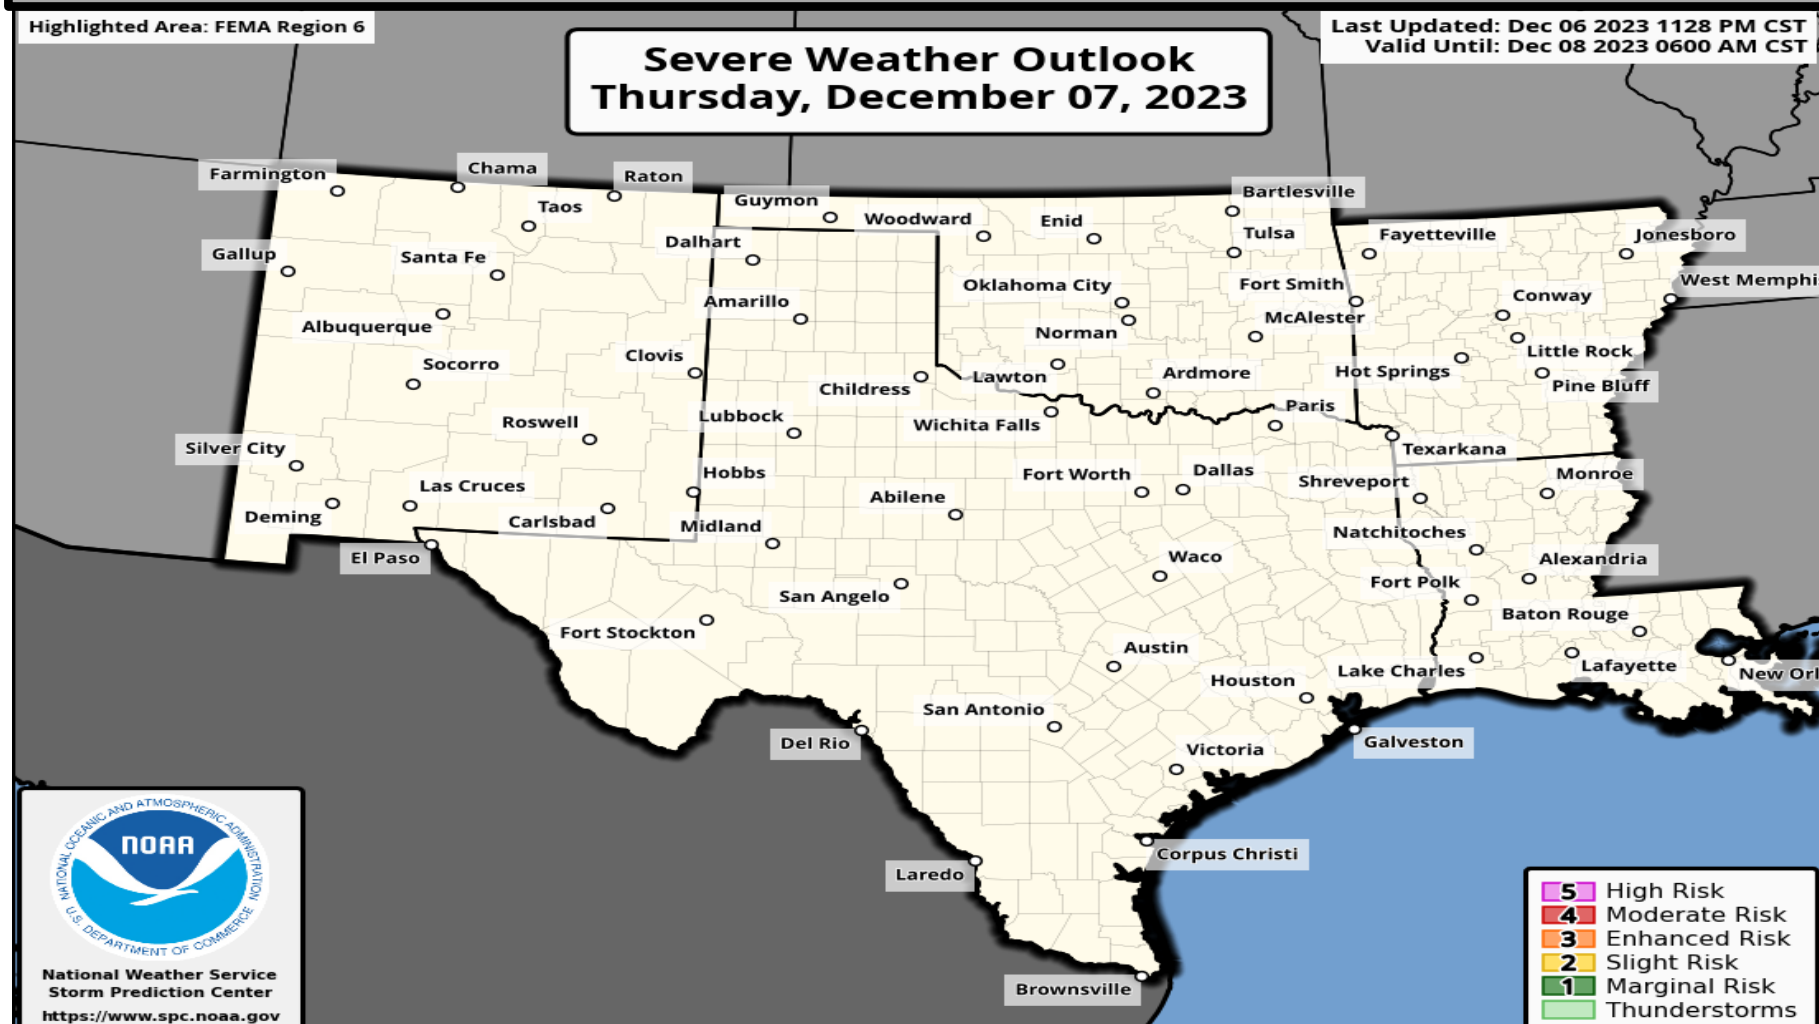 Highlighted Area: FEMA Region 6
Severe Weather Outlook
Thursday, December 07, 2023
Last Updated: Dec 06 2023 1128 PM CST
Valid Until: Dec 08 2023 0600 AM CST
Farmington
Chama
Raton
Taos
Guymon
Woodward
Enid
Bartlesville
Tulsa
Fayetteville
Jonesboro
Gallup
Santa Fe
Dalhart
Oklahoma City
Fort Smith
Conway
West Memphi
Albuquerque
Amarillo
Norman
McAlester
Little Rock
Socorro
Clovis
Childress
Lawton
Ardmore
Hot Springs
Pine Bluff
Roswell
Lubbock
Wichita Falls
Paris
Texarkana
Silver City
Las Cruces
Hobbs
Abilene
Fort Worth
Dallas
Shreveport
Monroe
Deming
Carlsbad
Midland
Natchitoches
Alexandria
El Paso
San Angelo
Waco
Fort Polk
Baton Rouge
Fort Stockton
Austin
Houston
Lake Charles
Lafayette
New Orl
San Antonio
Del Rio
Victoria
Galveston
Laredo
Corpus Christi
Brownsville
NATIONAL OCEANIC AND ATMOSPHERIC ADMINISTRATION
NOAA
U.S. DEPARTMENT OF COMMERCE
National Weather Service
Storm Prediction Center
https://www.spc.noaa.gov
5 High Risk
4 Moderate Risk
3 Enhanced Risk
2 Slight Risk
1 Marginal Risk
Thunderstorms